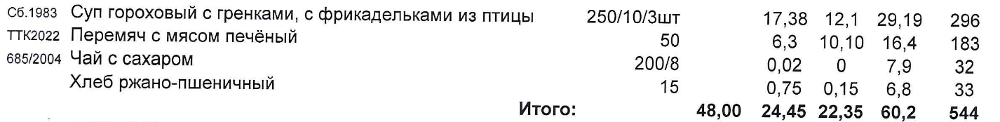 Сб.1983 Суп гороховый с гренками, с фрикадельками из птицы 250/10/3шт 17,38 12,1 29,19 296
ТТК2022 Перемяч с мясом печёный 50 6,3 10,10 16,4 183
685/2004 Чай с сахаром 200/8 0,02 0 7,9 32
Хлеб ржано-пшеничный 15 0,75 0,15 6,8 33
Итого: 48,00 24,45 22,35 60,2 544